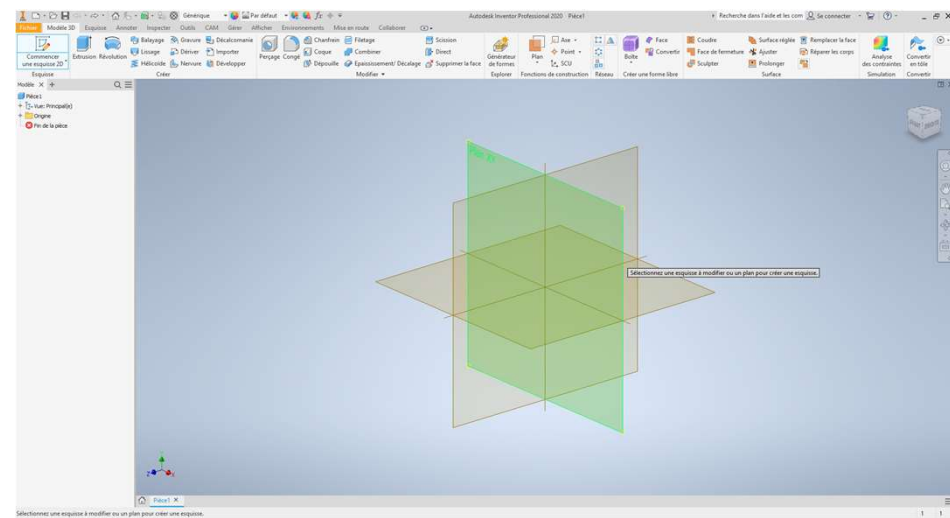 Générique
Par défaut
Autodesk Inventor Professional 2020 Pièce1
Recherche dans l'aide et les com
Se connecter
Fichier Modèle 3D Esquisse Annoter Inspecter Outils CAM Gérer Afficher Environnements Mise en route Collaborer
Commencer une esquisse 2D
Extrusion Révolution
Balayage Gravure Décalcomanie
Lissage Dériver Importer
Hélicoïde Nervure Développer
Perçage Congé
Chanfrein Filetage
Coque Combiner
Dépouille Epaississement/ Décalage
Scission
Direct
Supprimer la face
Générateur de formes
Plan
Axe
Point
SCU
Boîte
Face
Convertir
Coudre
Face de fermeture
Sculpter
Surface réglée
Ajuster
Prolonger
Remplacer la face
Réparer les corps
Analyse des contraintes
Convertir en tôle
Esquisse Créer Modifier Explorer Fonctions de construction Réseau Créer une forme libre Surface Simulation Convertir
Modèle
Pièce1
Vue: Principal(e)
Origine
Fin de la pièce
Plan XY
Sélectionnez une esquisse à modifier ou un plan pour créer une esquisse.
Z X
Pièce1
Sélectionnez une esquisse à modifier ou un plan pour créer une esquisse.
1 1